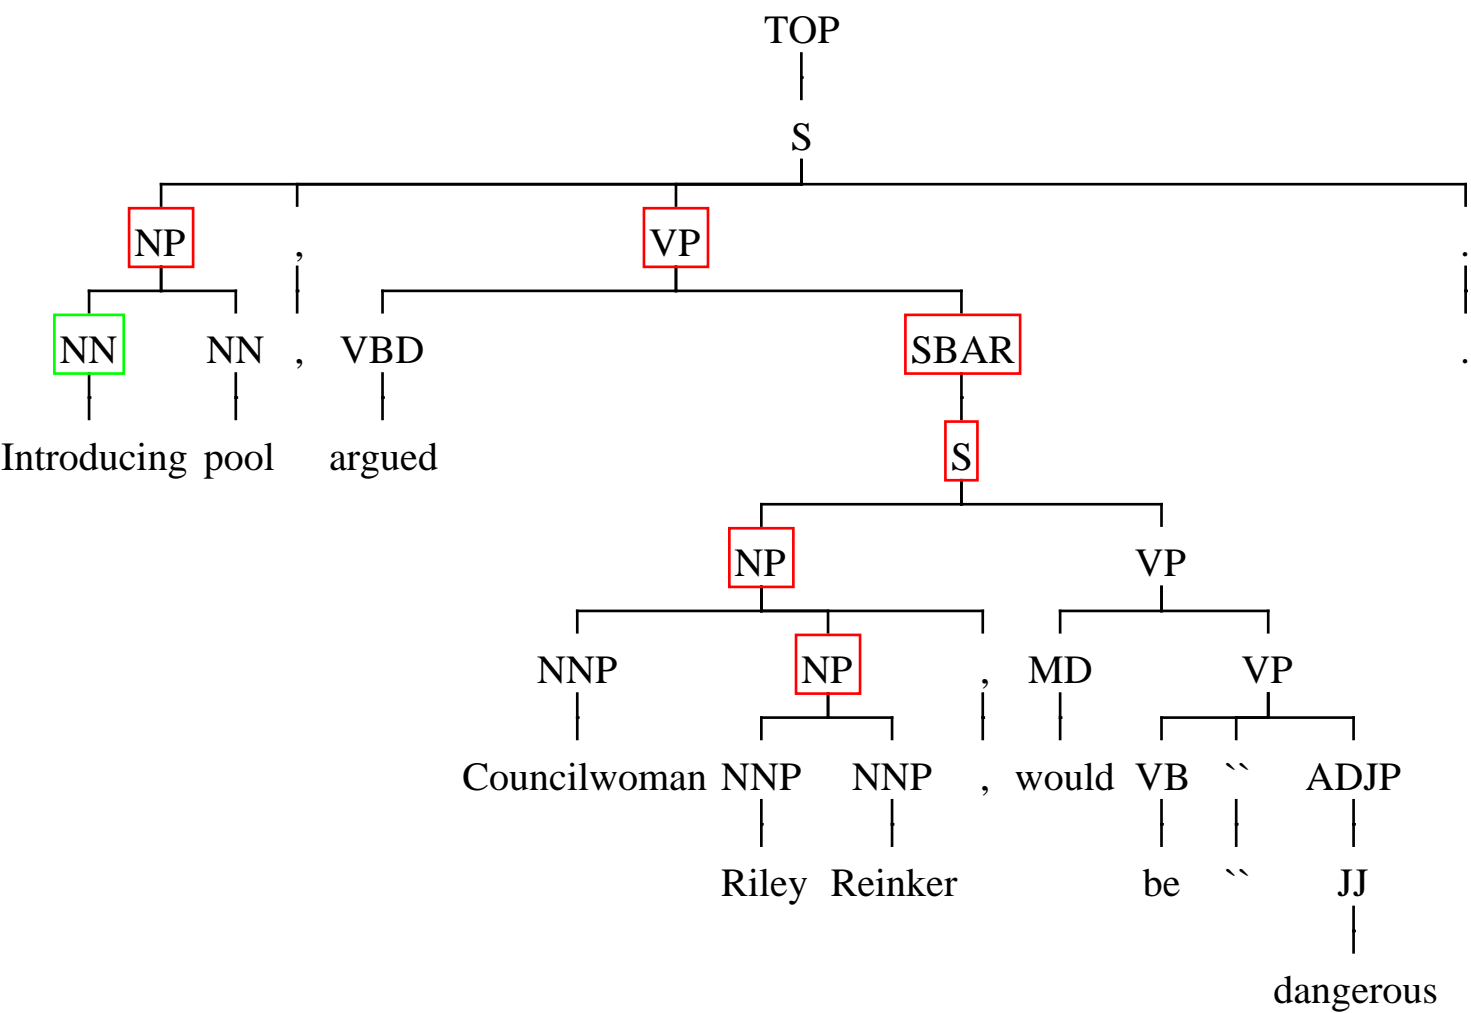 TOP
S
NP , VP .
NN NN , VBD SBAR .
Introducing pool argued S
NP VP
NNP NP , MD VP
Councilwoman NNP NNP , would VB `` ADJP
Riley Reinker be `` JJ
dangerous